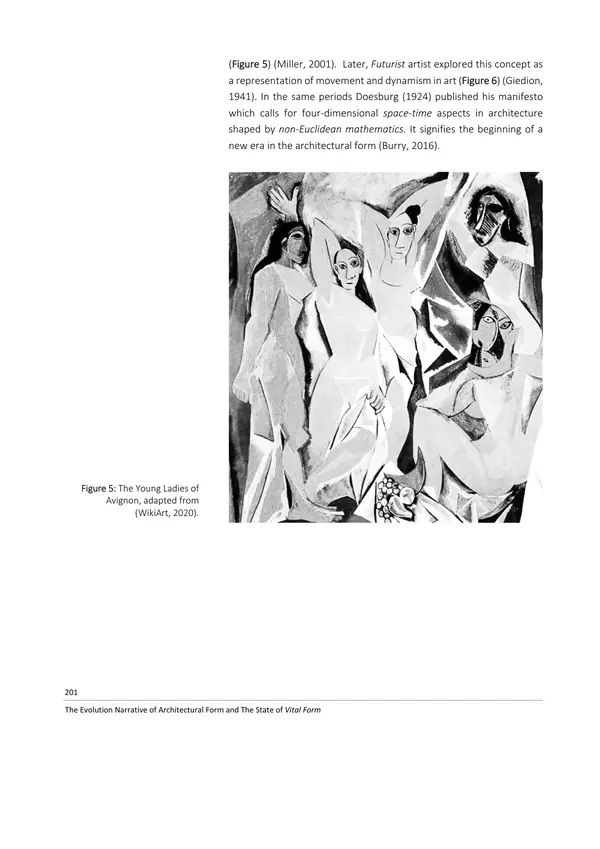 (Figure 5) (Miller, 2001).  Later, Futurist artist explored this concept as
a representation of movement and dynamism in art (Figure 6) (Giedion,
1941). In the same periods Doesburg (1924) published his manifesto
which calls for four-dimensional space-time aspects in architecture
shaped by non-Euclidean mathematics. It signifies the beginning of a
new era in the architectural form (Burry, 2016).
Figure 5: The Young Ladies of
Avignon, adapted from
(WikiArt, 2020).
201
The Evolution Narrative of Architectural Form and The State of Vital Form